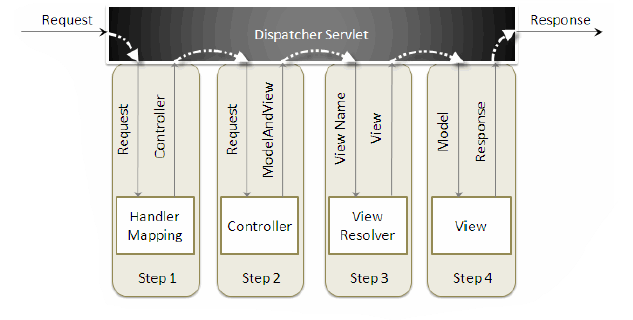 Request
Dispatcher Servlet
Response
Request
Controller
Request
ModelAndView
View Name
View
Model
Response
Handler
Mapping
Controller
View
Resolver
View
Step 1
Step 2
Step 3
Step 4